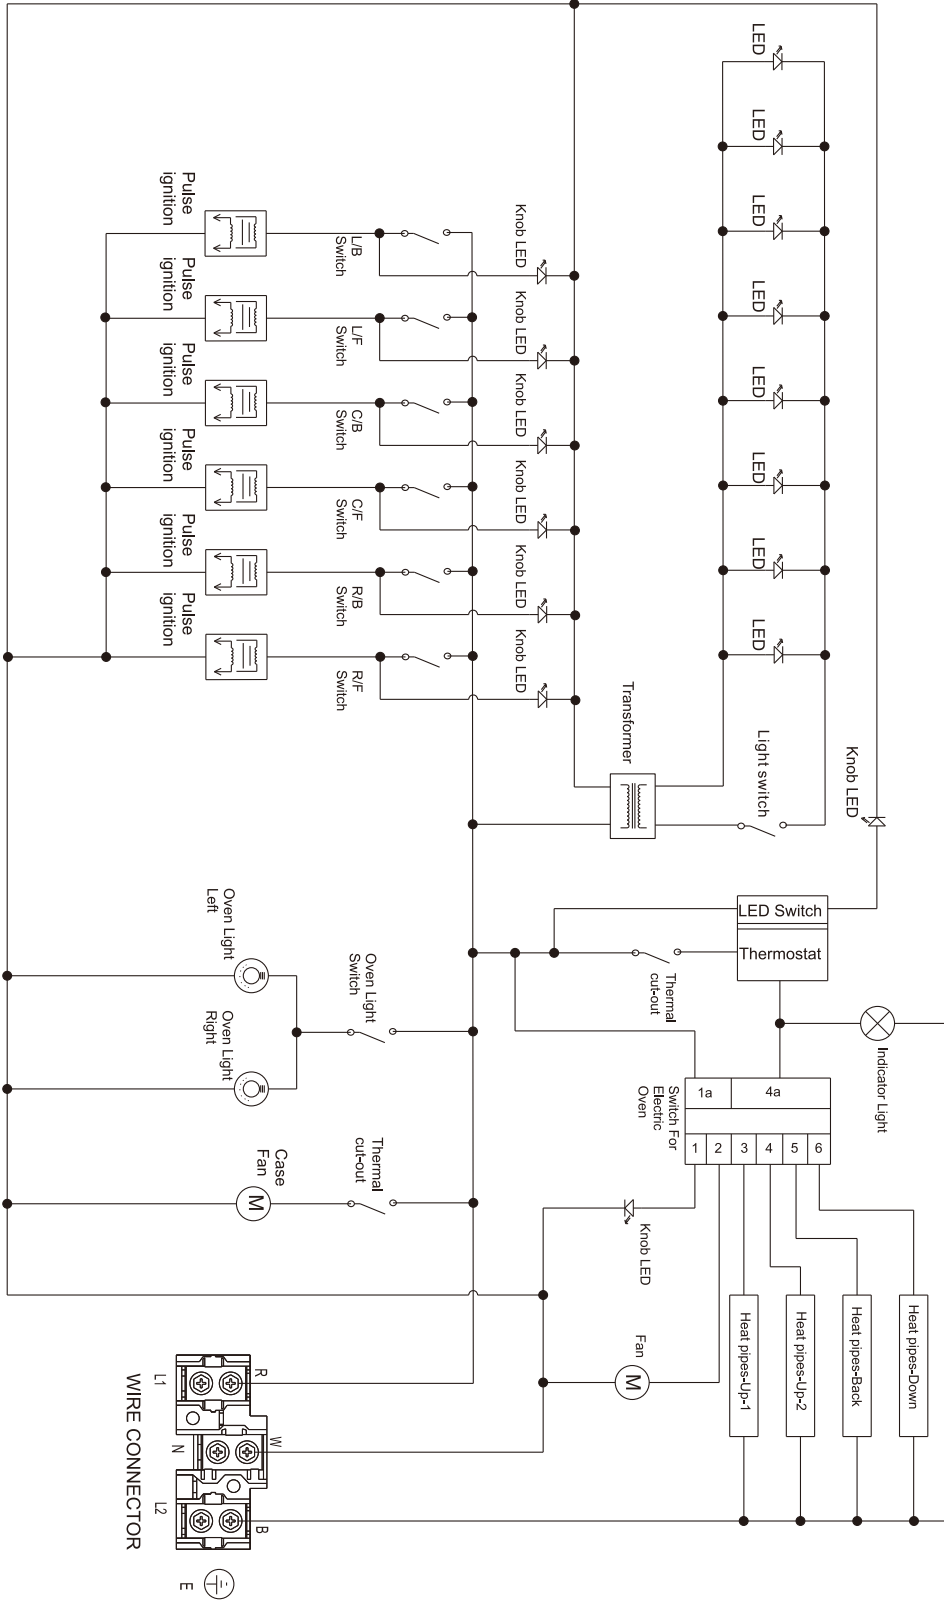 LED
LED
LED
LED
LED
LED
LED
LED
Pulse
ignition
Pulse
ignition
Pulse
ignition
Pulse
ignition
Pulse
ignition
Pulse
ignition
L/B
Switch
L/F
Switch
C/B
Switch
C/F
Switch
R/B
Switch
R/F
Switch
Knob LED
Knob LED
Knob LED
Knob LED
Knob LED
Knob LED
Transformer
Light switch
Knob LED
LED Switch
Thermostat
Thermal
cut-out
Indicator Light
Oven Light
Left
Oven Light
Right
Oven Light
Switch
Switch For
Electric
Oven
1a
4a
1 2 3 4 5 6
Thermal
cut-out
Case
Fan
M
Knob LED
Fan
M
Heat pipes-Up-1
Heat pipes-Up-2
Heat pipes-Back
Heat pipes-Down
R
L1
W
N
B
L2
WIRE CONNECTOR
E